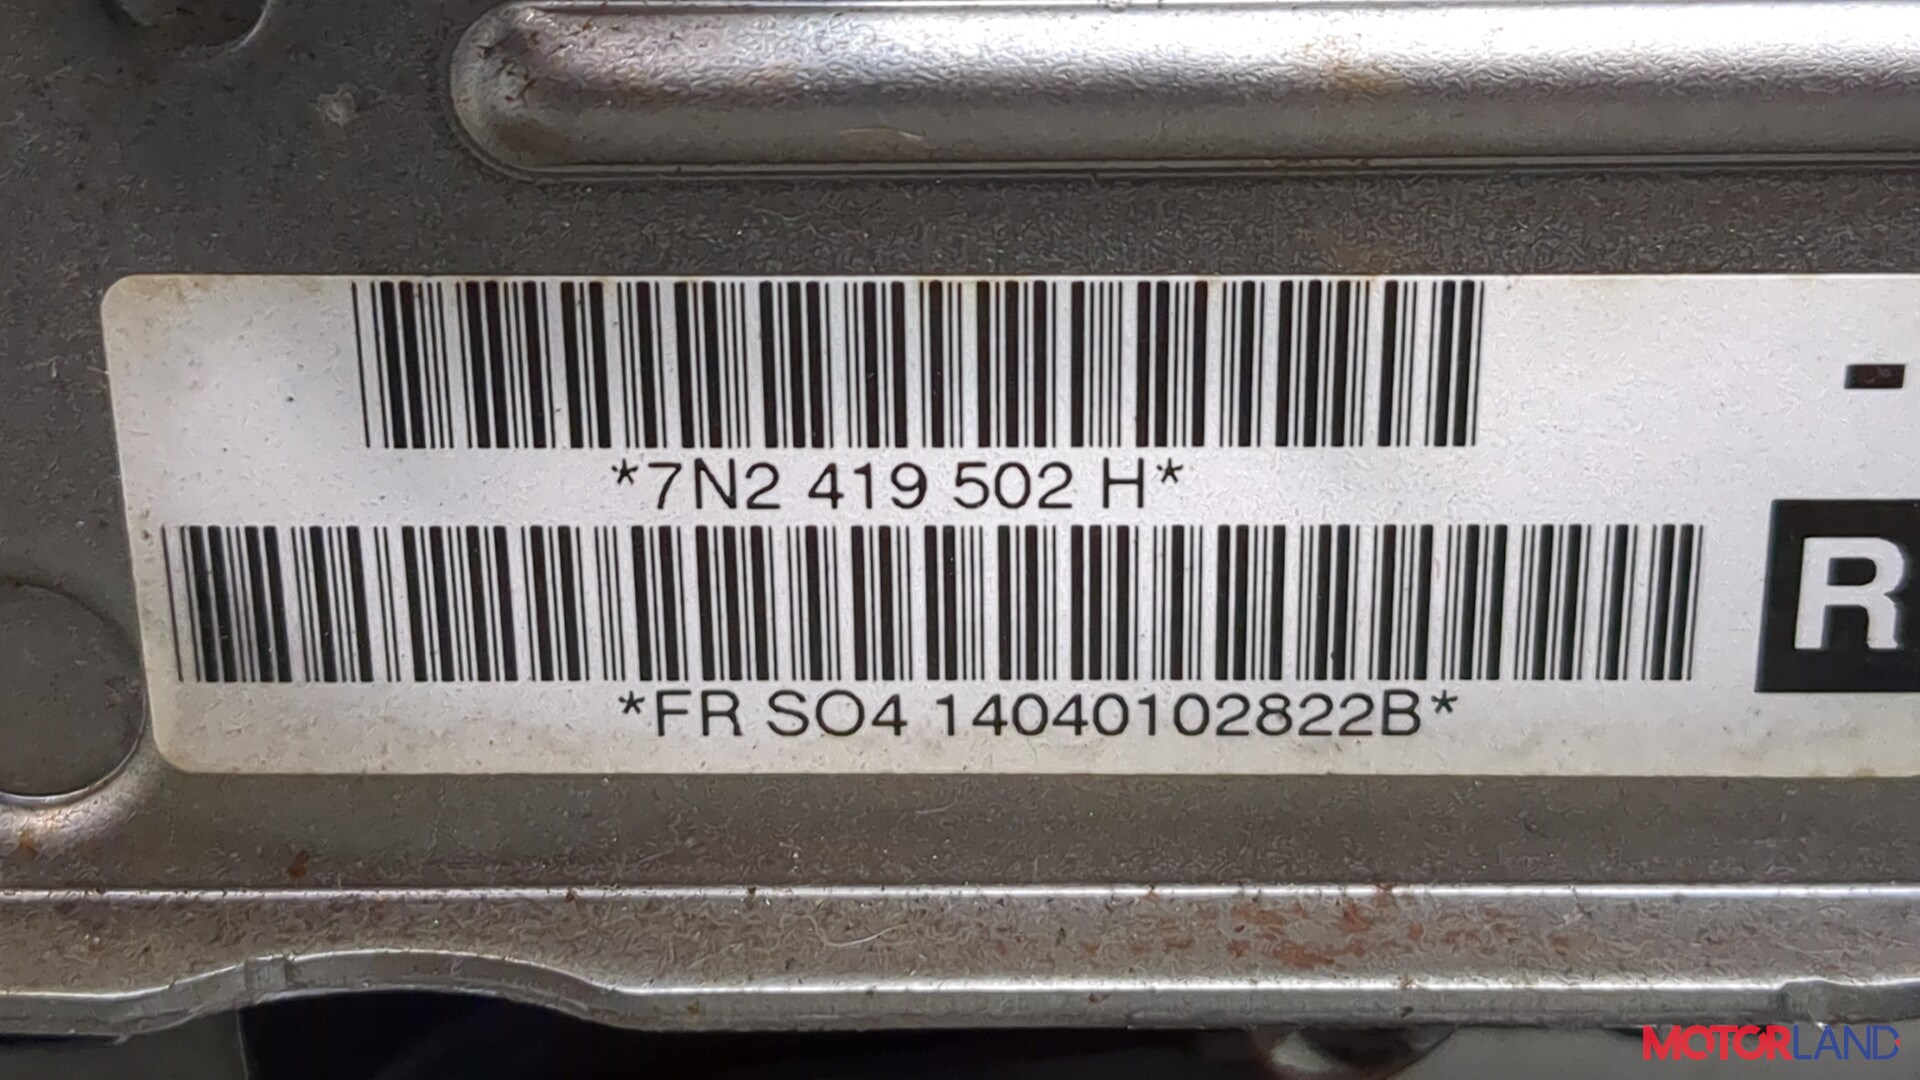 *7N2 419 502 H*
-
R
*FR SO4 14040102822B*
MOTORLAND